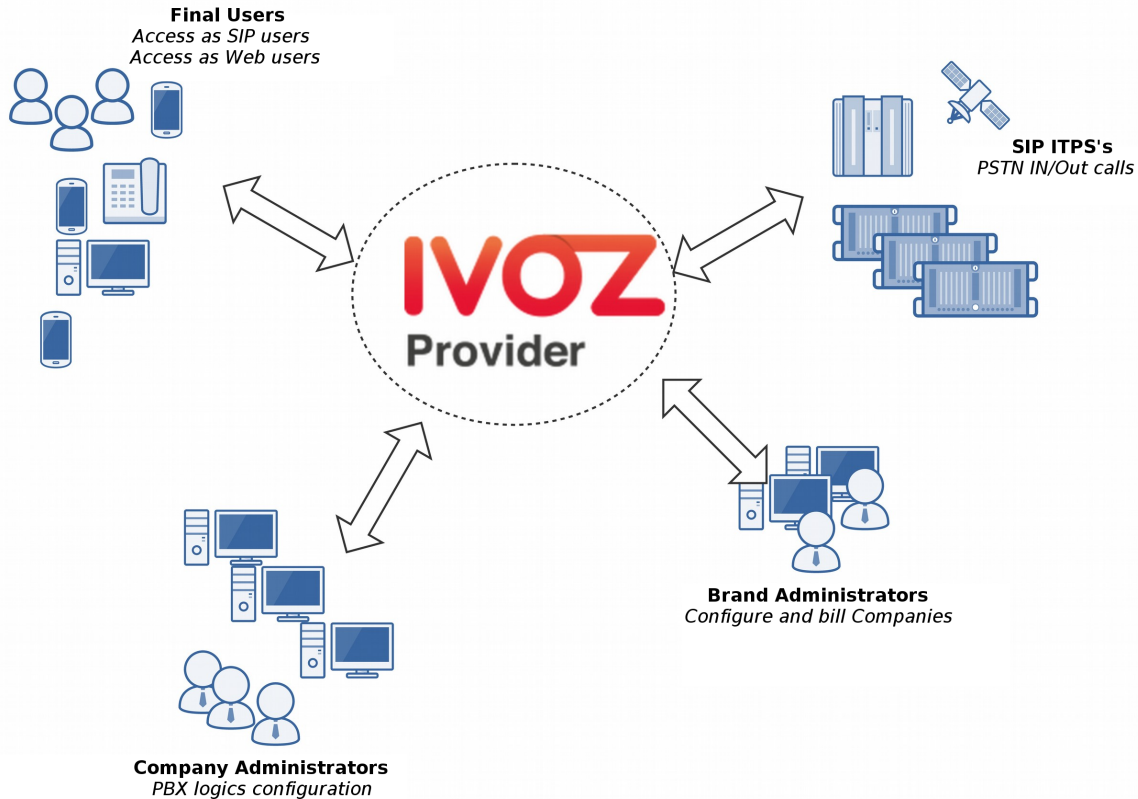 Final Users
Access as SIP users
Access as Web users
SIP ITPS's
PSTN IN/Out calls
IVOZ
Provider
Brand Administrators
Configure and bill Companies
Company Administrators
PBX logics configuration